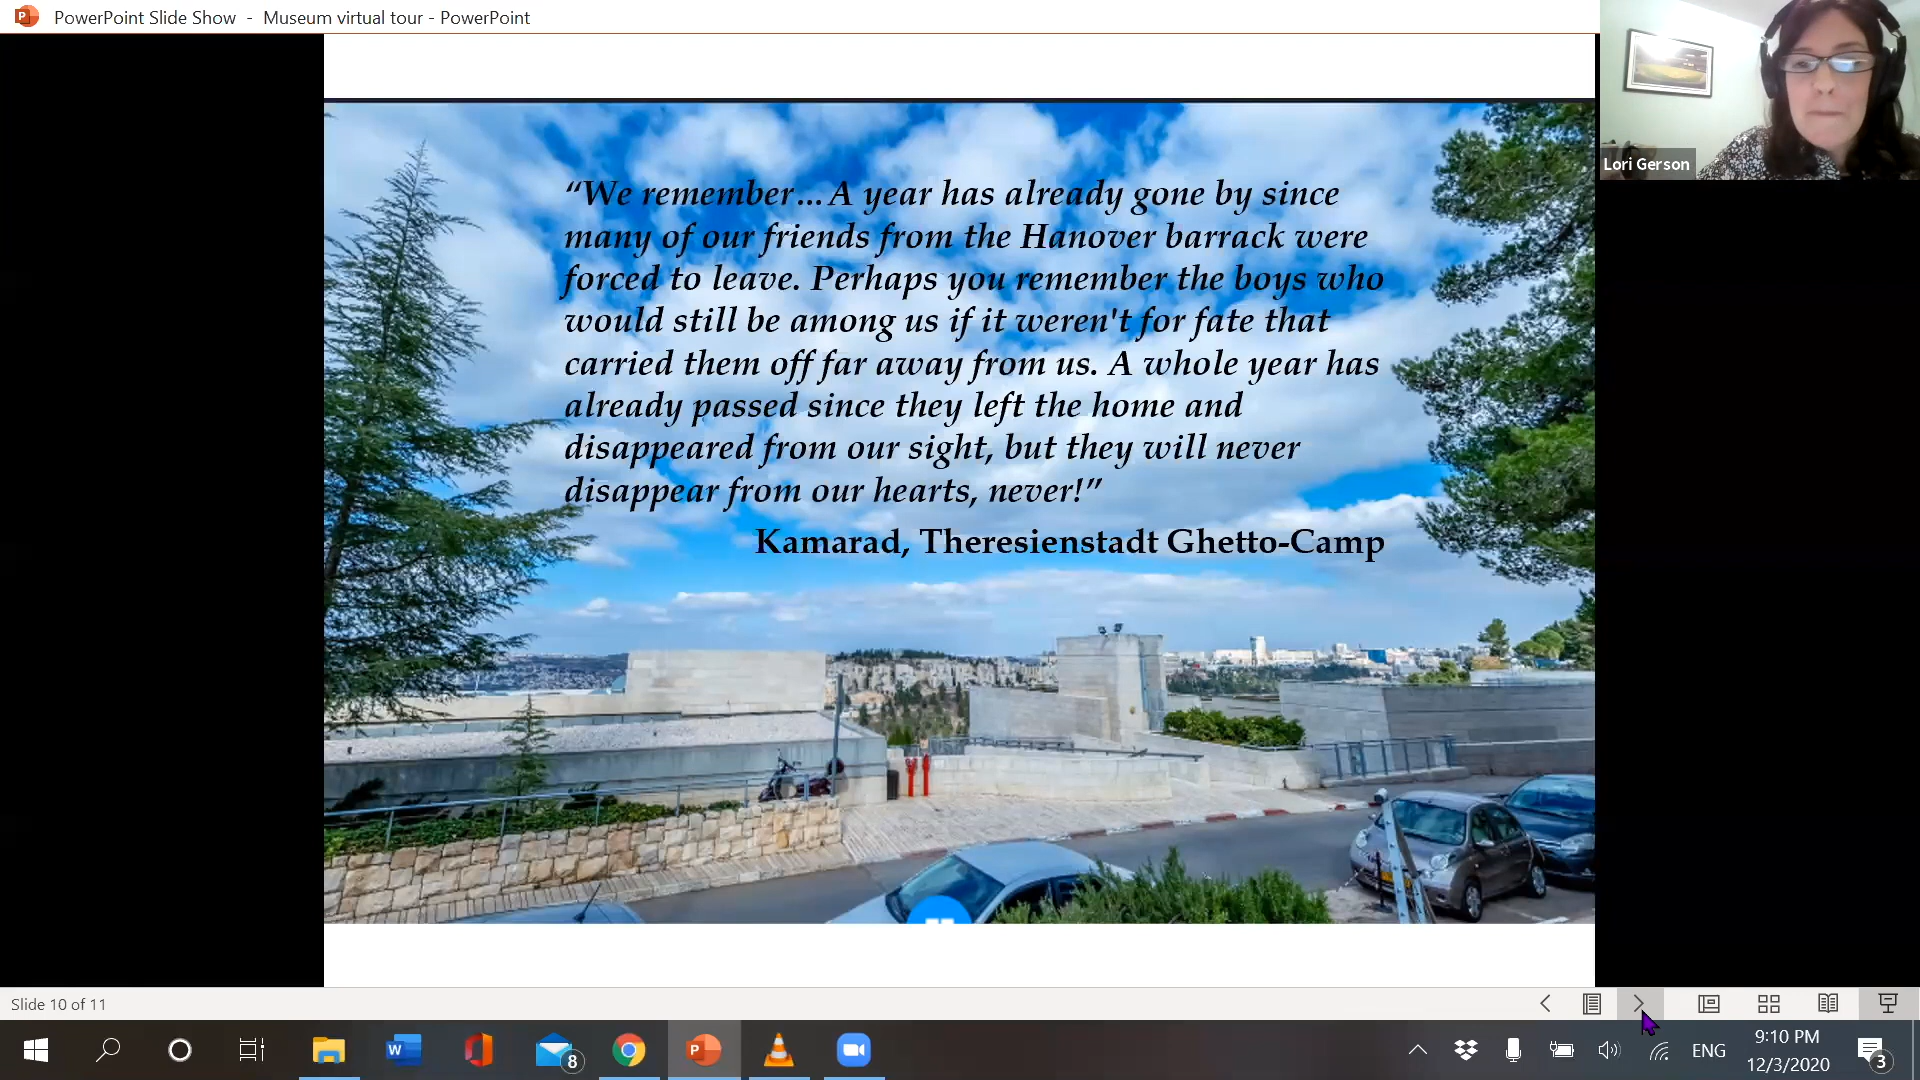 PowerPoint Slide Show - Museum virtual tour - PowerPoint
Lori Gerson
“We remember…A year has already gone by since
many of our friends from the Hanover barrack were
forced to leave. Perhaps you remember the boys who
would still be among us if it weren't for fate that
carried them off far away from us. A whole year has
already passed since they left the home and
disappeared from our sight, but they will never
disappear from our hearts, never!”
Kamarad, Theresienstadt Ghetto-Camp
Slide 10 of 11
8
ENG
9:10 PM
12/3/2020
3